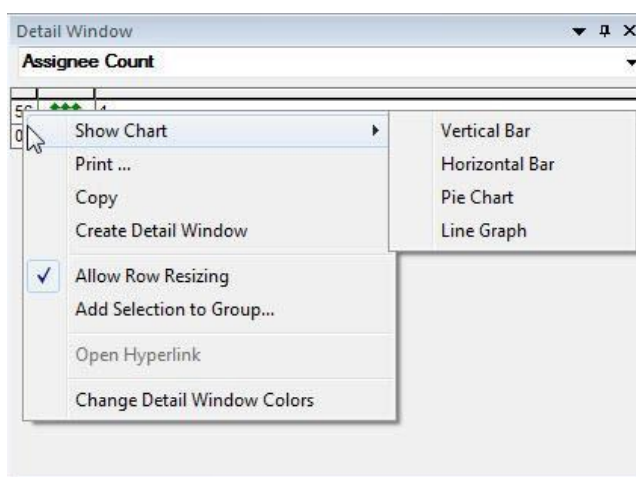 Detail Window
Assignee Count
Show Chart
Print ...
Copy
Create Detail Window
Allow Row Resizing
Add Selection to Group...
Open Hyperlink
Change Detail Window Colors
Vertical Bar
Horizontal Bar
Pie Chart
Line Graph